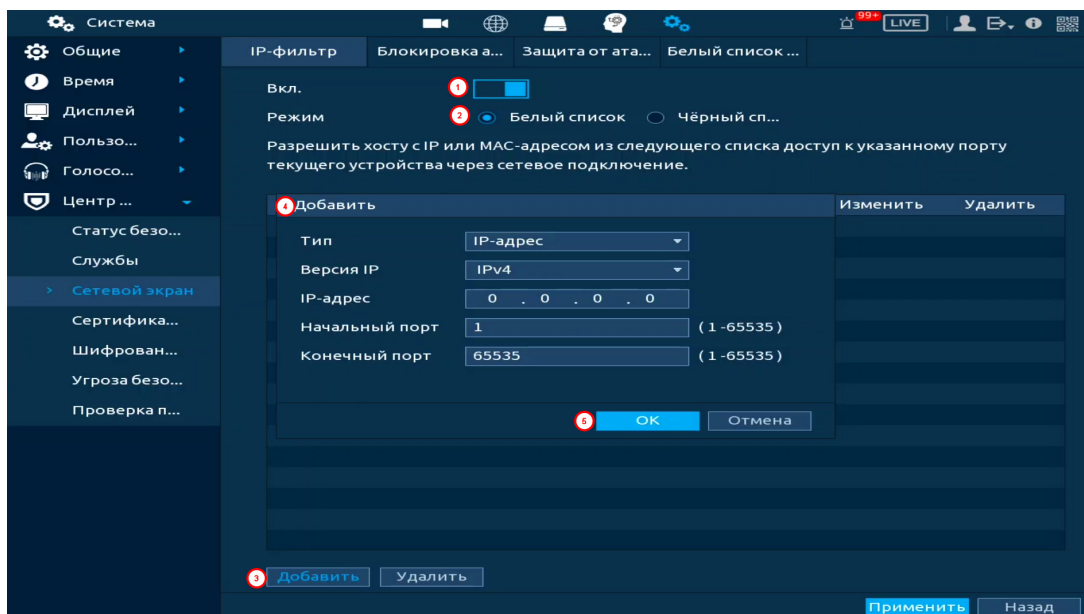 Система 99+ LIVE
Общие
Время
Дисплей
Пользо...
Голосо...
Центр ...
Статус безо...
Службы
> Сетевой экран
Сертифика...
Шифрован...
Угроза безо...
Проверка п...
IP-фильтр Блокировка а... Защита от ата... Белый список ...
Вкл. 1
Режим 2 Белый список Чёрный сп...
Разрешить хосту с IP или MAC-адресом из следующего списка доступ к указанному порту
текущего устройства через сетевое подключение.
4 Добавить Изменить Удалить
Тип IP-адрес
Версия IP IPv4
IP-адрес 0 . 0 . 0 . 0
Начальный порт 1 (1-65535)
Конечный порт 65535 (1-65535)
5 OK Отмена
3 Добавить Удалить
Применить Назад